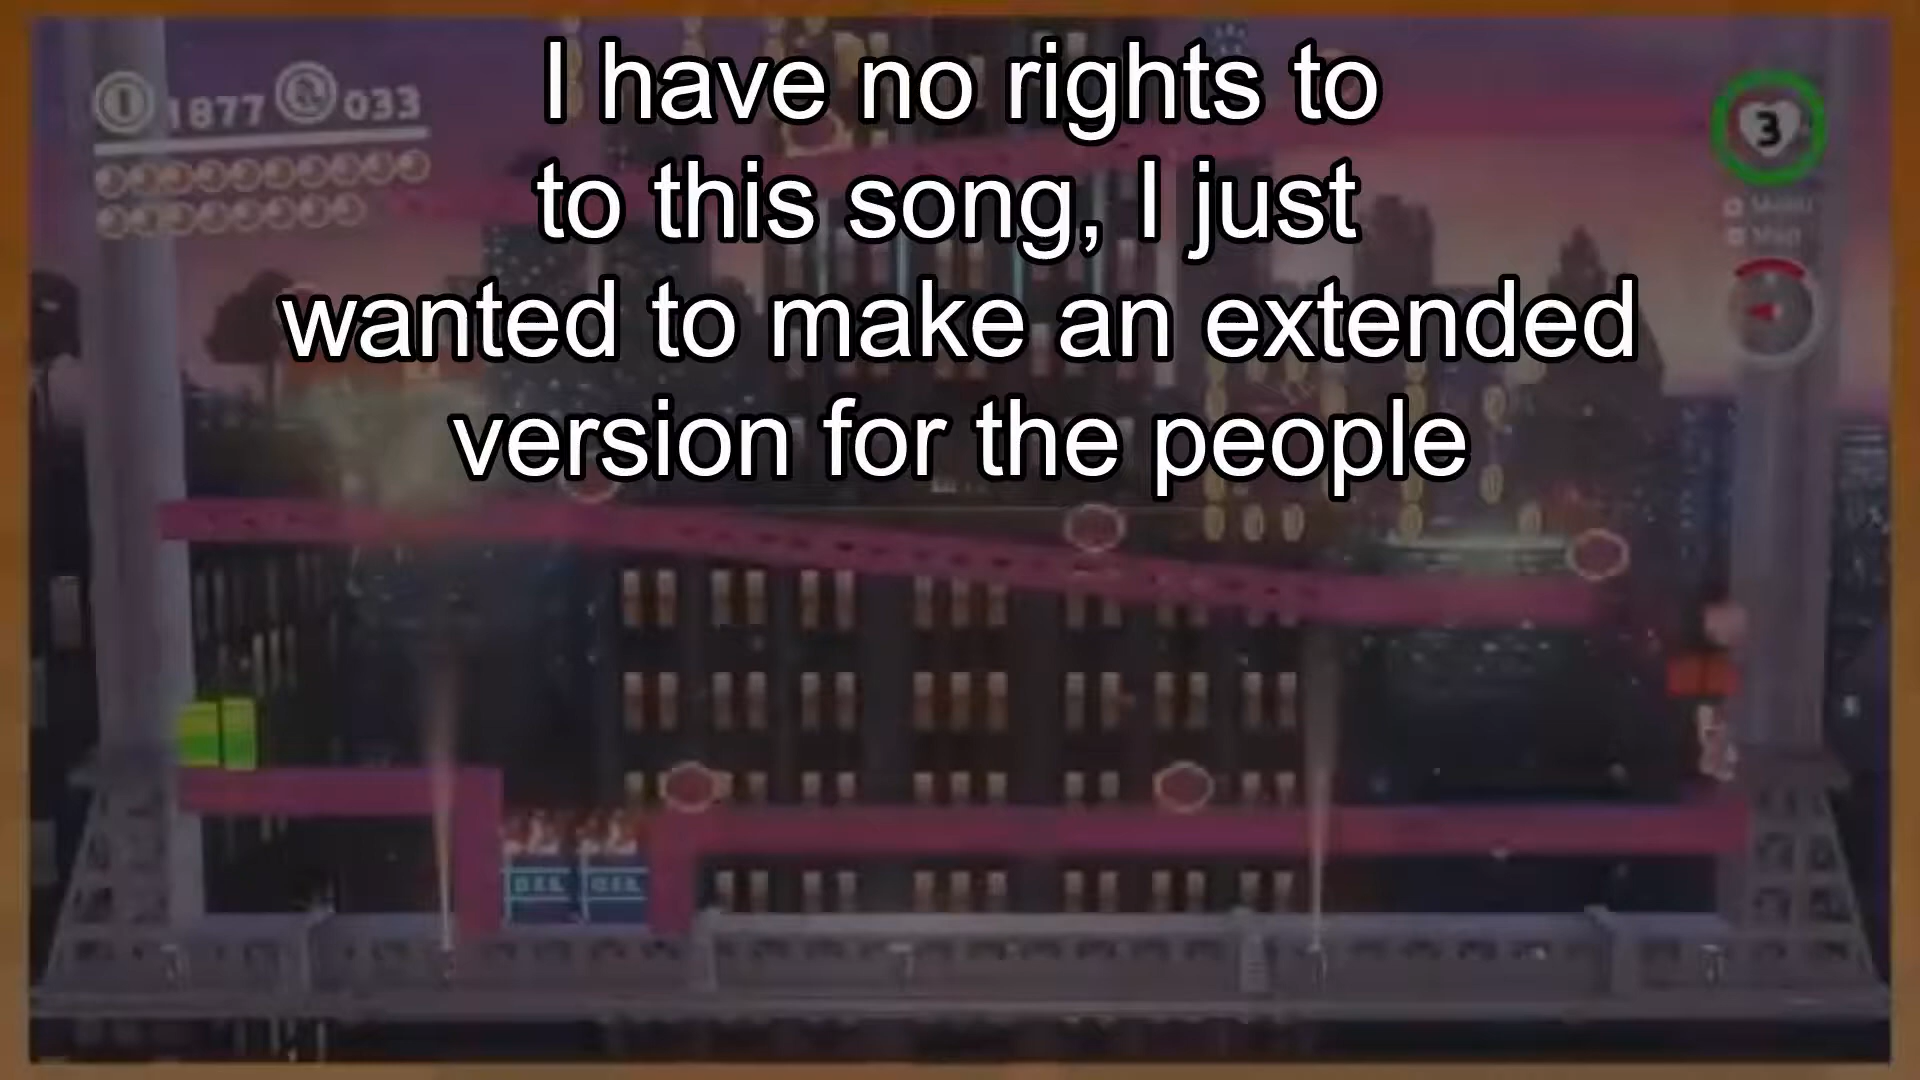 1877 033
3
I have no rights to
to this song, I just
wanted to make an extended
version for the people